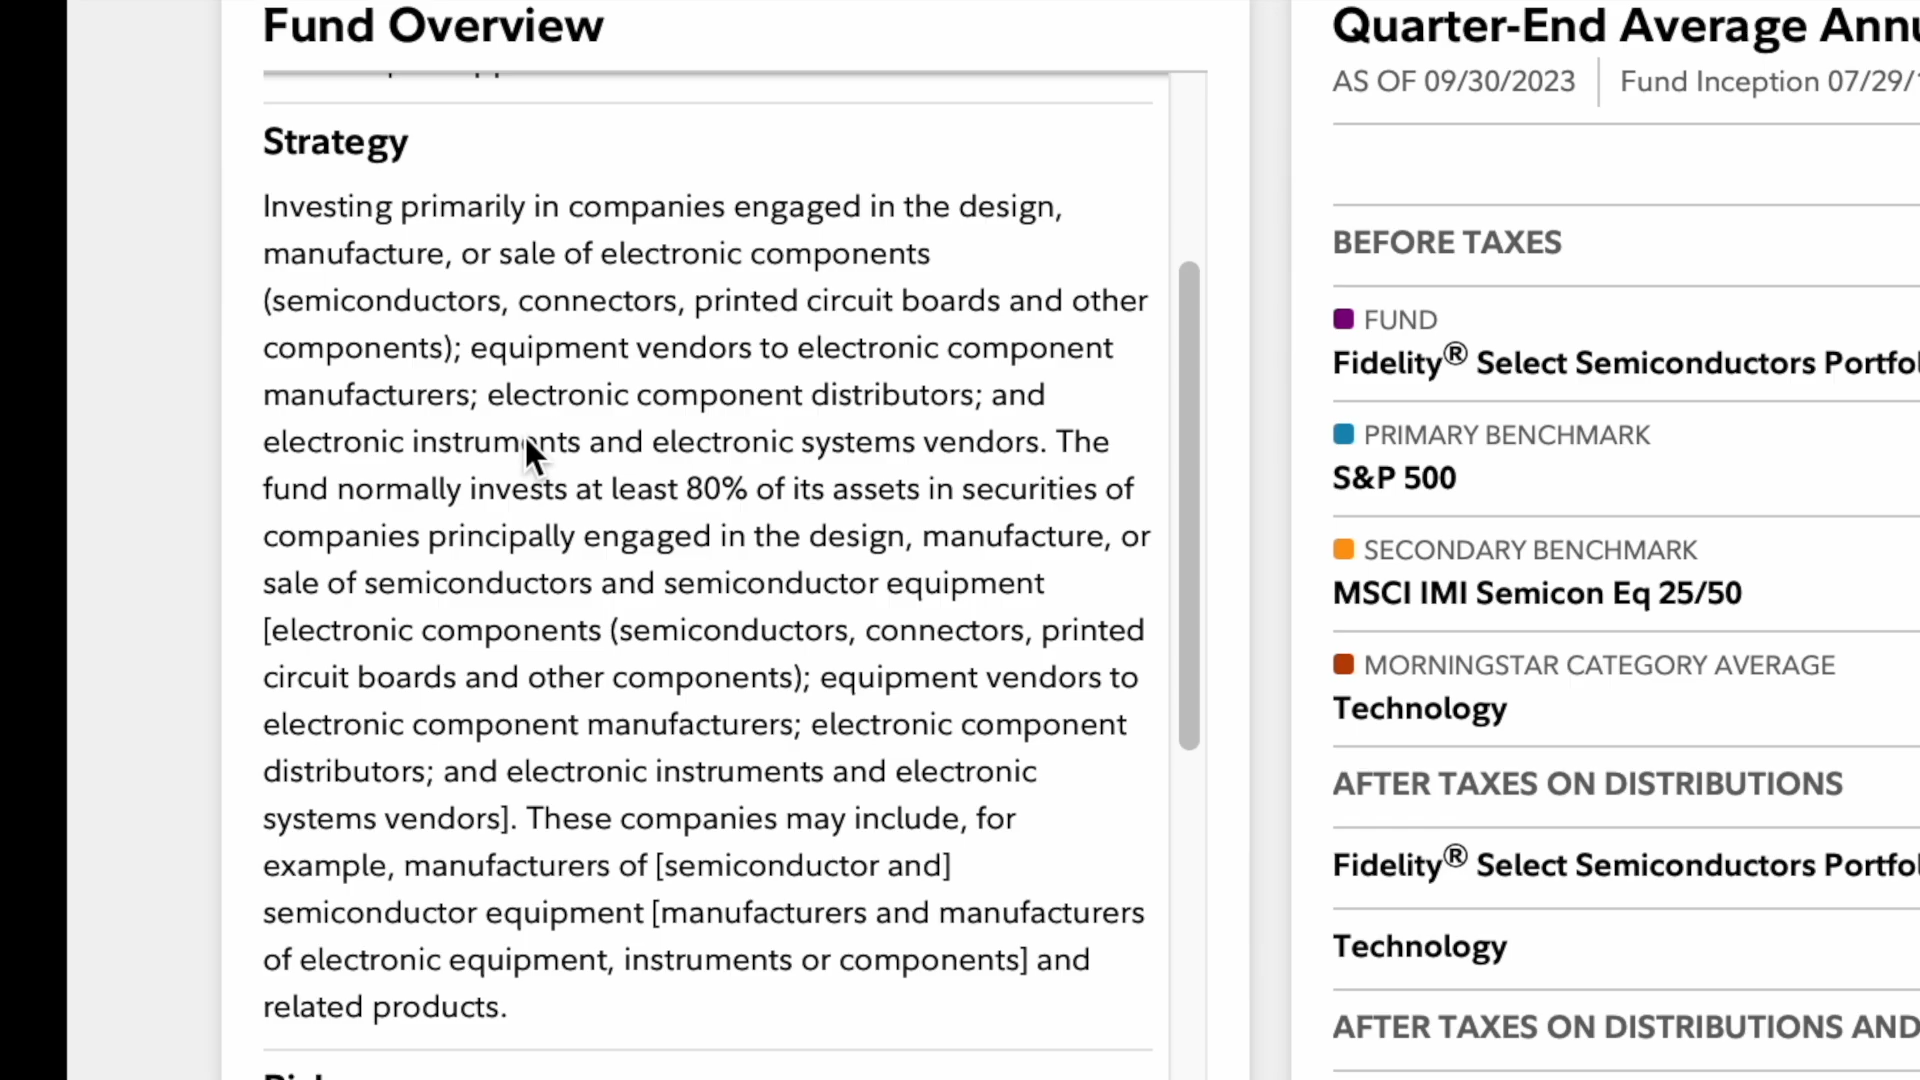 Fund Overview
Strategy
Investing primarily in companies engaged in the design,
manufacture, or sale of electronic components
(semiconductors, connectors, printed circuit boards and other
components); equipment vendors to electronic component
manufacturers; electronic component distributors; and
electronic instruments and electronic systems vendors. The
fund normally invests at least 80% of its assets in securities of
companies principally engaged in the design, manufacture, or
sale of semiconductors and semiconductor equipment
[electronic components (semiconductors, connectors, printed
circuit boards and other components); equipment vendors to
electronic component manufacturers; electronic component
distributors; and electronic instruments and electronic
systems vendors]. These companies may include, for
example, manufacturers of [semiconductor and]
semiconductor equipment [manufacturers and manufacturers
of electronic equipment, instruments or components] and
related products.
Quarter-End Average
AS OF 09/30/2023
Fund Inception 07/29/
BEFORE TAXES
FUND
Fidelity® Select Semiconductors
PRIMARY BENCHMARK
S&P 500
SECONDARY BENCHMARK
MSCI IMI Semicon Eq 25/50
MORNINGSTAR CATEGORY AVERAGE
Technology
AFTER TAXES ON DISTRIBUTIONS
Fidelity® Select Semiconductors
Technology
AFTER TAXES ON DISTRIBUTIONS AND